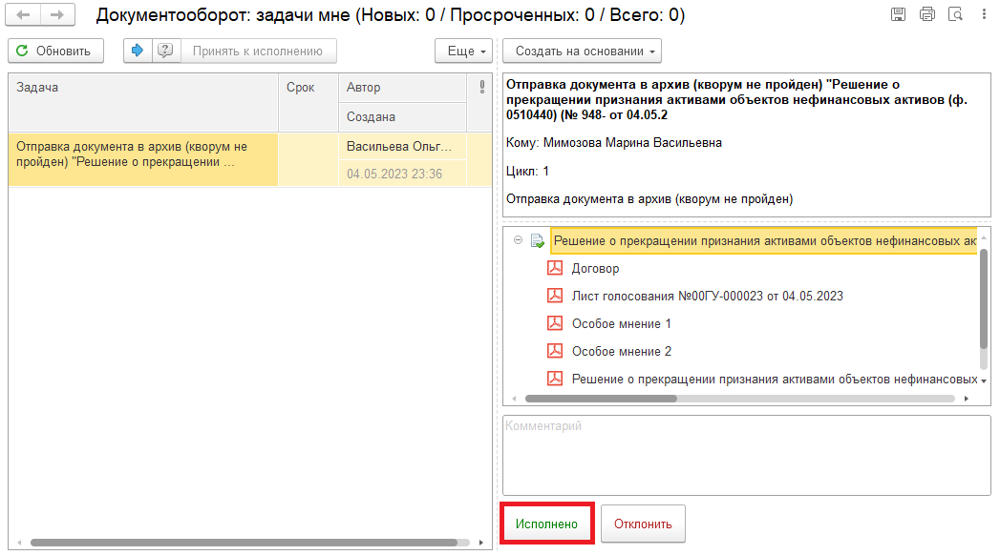 Документооборот: задачи мне (Новых: 0 / Просроченных: 0 / Всего: 0)
Обновить
Принять к исполнению
Еще
Создать на основании
Задача
Срок
Автор
Создана
Отправка документа в архив (кворум не
пройден) "Решение о прекращении ...
Васильева Ольг...
04.05.2023 23:36
Отправка документа в архив (кворум не пройден) "Решение о
прекращении признания активами объектов нефинансовых активов (ф.
0510440) (№ 948- от 04.05.2
Кому: Мимозова Марина Васильевна
Цикл: 1
Отправка документа в архив (кворум не пройден)
Решение о прекращении признания активами объектов нефинансовых ак
Договор
Лист голосования №00ГУ-000023 от 04.05.2023
Особое мнение 1
Особое мнение 2
Решение о прекращении признания активами объектов нефинансовых
Комментарий
Исполнено
Отклонить